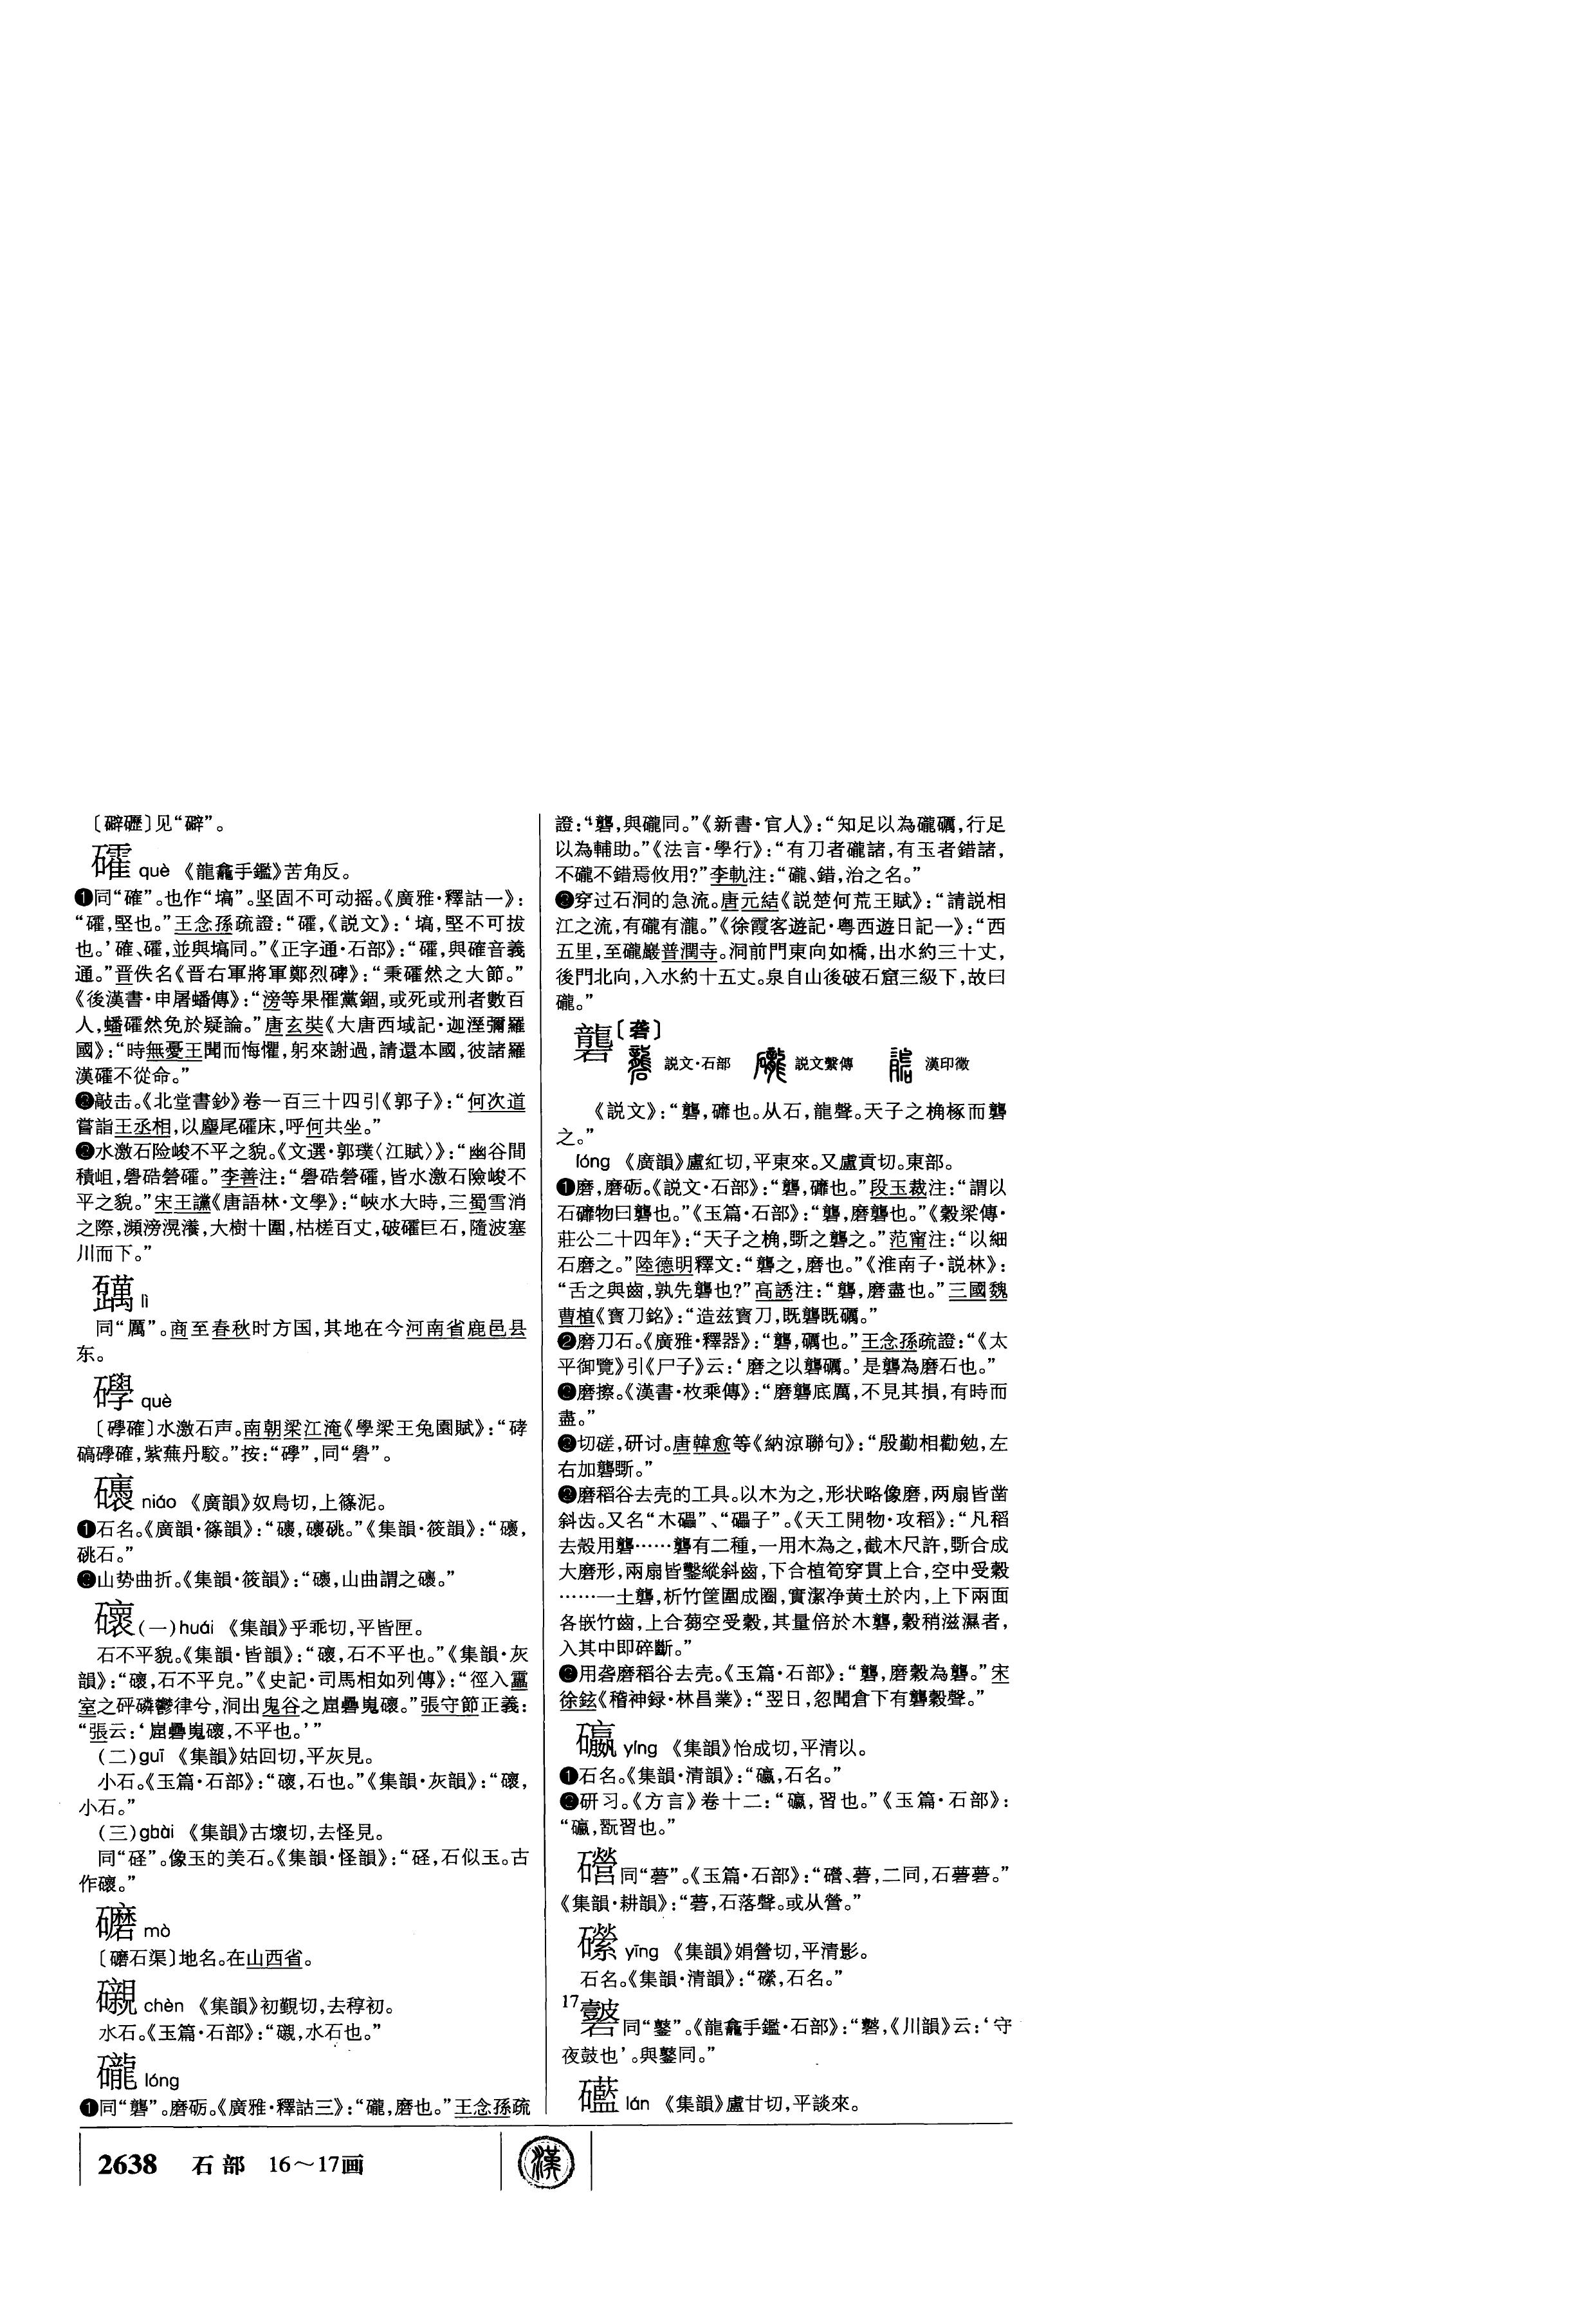 〔礔礰〕见“礔”。
礭 què 《龍龕手鑑》苦角反。
❶同“確”。也作“塙”。坚固不可动摇。《廣雅·釋詁一》：
“礭，堅也。”王念孫疏證：“礭，《説文》：‘塙，堅不可拔
也。’確、礭，並與塙同。”《正字通·石部》：“礭，與確音義
通。”晋佚名《晋右軍將軍鄭烈碑》：“秉礭然之大節。”
《後漢書·申屠蟠傳》：“滂等果罹黨錮，或死或刑者數百
人，蟠礭然免於疑論。”唐玄奘《大唐西域記·迦溼彌羅
國》：“時無憂王聞而悔懼，躬來謝過，請還本國，彼諸羅
漢礭不從命。”
❷敲击。《北堂書鈔》卷一百三十四引《郭子》：“何次道
嘗詣王丞相，以麈尾礭床，呼何共坐。”
❷水激石险峻不平之貌。《文選·郭璞〈江賦〉》：“幽谷間
積岨，礐硞礐礭。”李善注：“礐硞礐礭，皆水激石險峻不
平之貌。”宋王讜《唐語林·文學》：“峽水大時，三蜀雪消
之際，瀕滂滉瀁，大樹十圍，枯槎百丈，破礭巨石，隨波塞
川而下。”
lì
同“厲”。商至春秋时方国，其地在今河南省鹿邑县
东。
礐 què
〔確〕水激石声。南朝梁江淹《學梁王兔園賦》：“硣
碻確，紫蕪丹駮。”按：“”，同“礐”。
niáo 《廣韻》奴鳥切，上篠泥。
❶石名。《廣韻·篠韻》：“，硊。”《集韻·筱韻》：“，
石。”
❸山势曲折。《集韻·筱韻》：“，山曲謂之。”
磈(一)huái 《集韻》乎乖切，平皆匣。
石不平貌。《集韻·皆韻》：“，石不平也。”《集韻·灰
韻》：“，石不平皃。”《史記·司馬相如列傳》：“徑入靁
室之砰磷鬱律兮，洞出鬼谷之崫礨嵬。”張守節正義：
“張云：‘崫礨嵬，不平也。’”
(二)guī 《集韻》姑回切，平灰見。
小石。《玉篇·石部》：“，石也。”《集韻·灰韻》：“，
小石。”
(三)gbài 《集韻》古壞切，去怪見。
同“硁”。像玉的美石。《集韻·怪韻》：“，石似玉。古
作。”
礳 mò
〔礳石渠〕地名。在山西省。
䞋 chèn 《集韻》初覲切，去稕初。
水石。《玉篇·石部》：“，水石也。”
礲 lóng
❶同“礱”。磨砺。《廣雅·釋詁三》：“礲，磨也。”王念孫疏
證：“礱，與礲同。”《新書·官人》：“知足以為礲礪，行足
以為輔助。”《法言·學行》：“有刀者礲諸，有玉者錯諸，
不礲不錯焉攸用？”李軌注：“礲、錯，治之名。”
❷穿过石洞的急流。唐元結《説楚何荒王賦》：“請説相
江之流，有礲有瀧。”《徐霞客遊記·粵西遊日記一》：“西
五里，至礲巖普潤寺。洞前門東向如橋，出水約三十丈，
後門北向，入水約十五丈。泉自山後破石窟三級下，故曰
礲。”
礱〔砻〕
説文·石部 説文繫傳 漢印徵
《説文》：“礱，䃺也。从石，龍聲。天子之桷椓而礱
之。”
lóng 《廣韻》盧紅切，平東來。又盧貢切。東部。
❶磨，磨砺。《説文·石部》：“礱，䃺也。”段玉裁注：“謂以
石䃺物曰礱也。”《玉篇·石部》：“礱，磨礱也。”《穀梁傳·
莊公二十四年》：“天子之桷，斲之礱之。”范甯注：“以細
石磨之。”陸德明釋文：“礱之，磨也。”《淮南子·説林》：
“舌之與齒，孰先礱也？”高誘注：“礱，磨盡也。”三國魏
曹植《寶刀銘》：“造兹寶刀，既礱既礪。”
❷磨刀石。《廣雅·釋器》：“礱，礪也。”王念孫疏證：“《太
平御覽》引《尸子》云：‘磨之以礱礪。’是礱為磨石也。”
❸磨擦。《漢書·枚乘傳》：“磨礱底厲，不見其損，有時而
盡。”
❷切磋，研讨。唐韓愈等《納涼聯句》：“殷勤相勸勉，左
右加礱斲。”
❷磨稻谷去壳的工具。以木为之，形状略像磨，两扇皆凿
斜齿。又名“木礧”、“礧子”。《天工開物·攻稻》：“凡稻
去殼用礱……礱有二種，一用木為之，截木尺許，斲合成
大磨形，兩扇皆鑿縱斜齒，下合植筍穿貫上合，空中受穀
……一土礱，析竹筐圍成圈，實潔净黄土於内，上下兩面
各嵌竹齒，上合篘空受穀，其量倍於木礱，穀稍滋濕者，
入其中即碎斷。”
❸用砻磨稻谷去壳。《玉篇·石部》：“礱，磨穀為礱。”宋
徐鉉《稽神録·林昌業》：“翌日，忽聞倉下有礱穀聲。”
䃷 yíng 《集韻》怡成切，平清以。
❶石名。《集韻·清韻》：“，石名。”
❷研习。《方言》卷十二：“，習也。”《玉篇·石部》：
“，翫習也。”
礯同“䓨”。《玉篇·石部》：“、，二同，石。”
《集韻·耕韻》：“，石落聲。或从營。”
yīng 《集韻》娟營切，平清影。
石名。《集韻·清韻》：“，石名。”
17
同“鼜”。《龍龕手鑑·石部》：“，《川韻》云：‘守
夜鼓也’。與鼜同。”
礛 lán 《集韻》盧甘切，平談來。
2638 石部 16～17画
漢